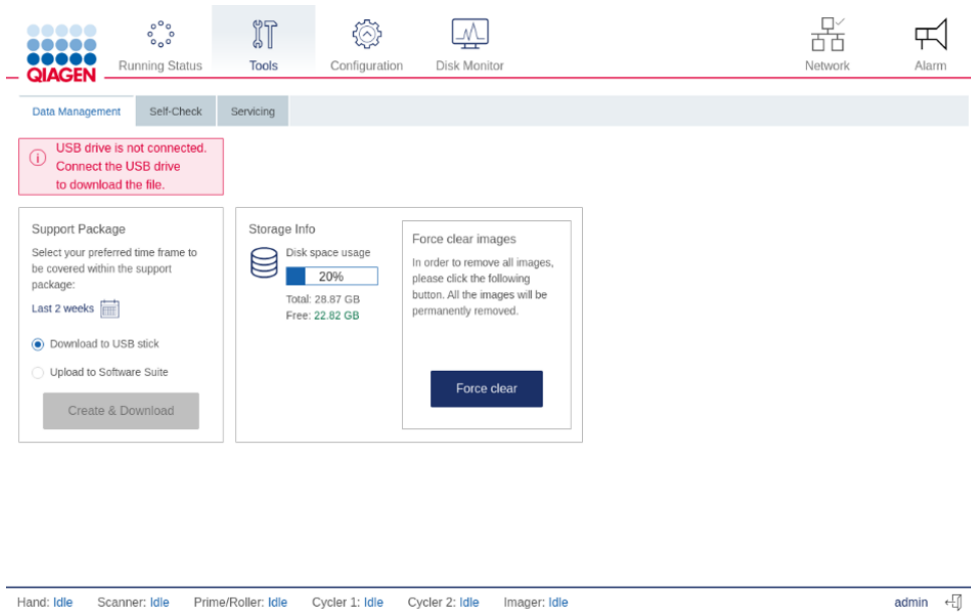 QIAGEN
Running Status
Tools
Configuration
Disk Monitor
Network
Alarm
Data Management
Self-Check
Servicing
USB drive is not connected.
Connect the USB drive
to download the file.
Support Package
Select your preferred time frame to
be covered within the support
package:
Last 2 weeks
Download to USB stick
Upload to Software Suite
Create & Download
Storage Info
Disk space usage
20%
Total: 28.87 GB
Free: 22.82 GB
Force clear images
In order to remove all images,
please click the following
button. All the images will be
permanently removed.
Force clear
Hand: Idle
Scanner: Idle
Prime/Roller: Idle
Cycler 1: Idle
Cycler 2: Idle
Imager: Idle
admin